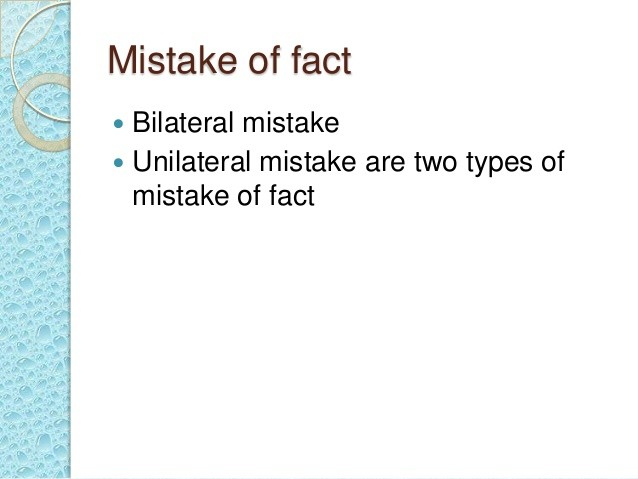 Mistake of fact
• Bilateral mistake
• Unilateral mistake are two types of
mistake of fact